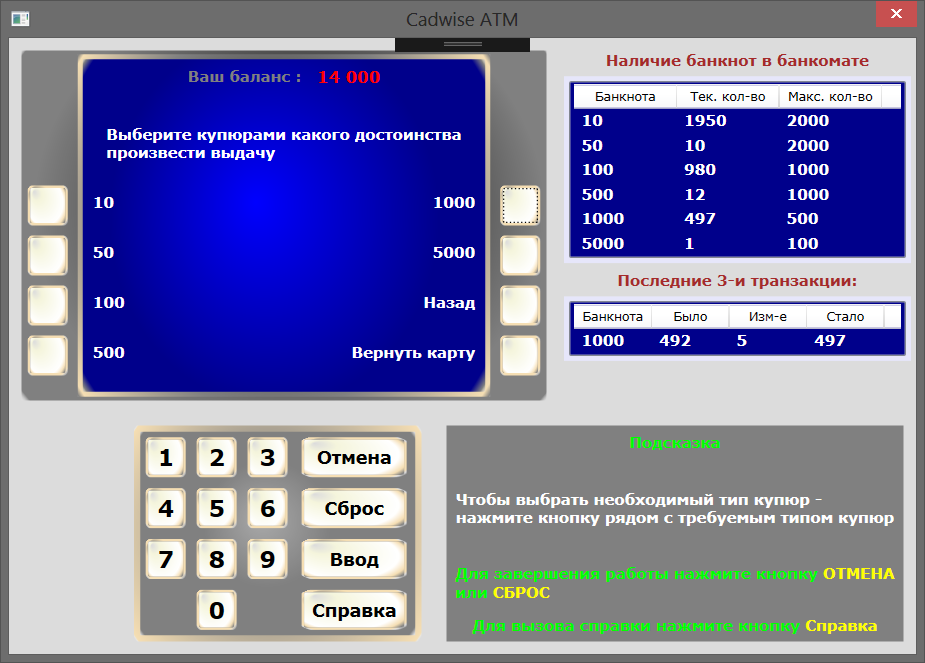 Cadwise ATM
Ваш баланс : 14 000
Выберите купюрами какого достоинства
произвести выдачу
10 1000
50 5000
100 Назад
500 Вернуть карту
Наличие банкнот в банкомате
Банкнота Тек. кол-во Макс. кол-во
10 1950 2000
50 10 2000
100 980 1000
500 12 1000
1000 497 500
5000 1 100
Последние 3-и транзакции:
Банкнота Было Изм-е Стало
1000 492 5 497
1 2 3 Отмена
4 5 6 Сброс
7 8 9 Ввод
0 Справка
Подсказка
Чтобы выбрать необходимый тип купюр -
нажмите кнопку рядом с требуемым типом купюр
Для завершения работы нажмите кнопку ОТМЕНА
или СБРОС
Для вызова справки нажмите кнопку Справка